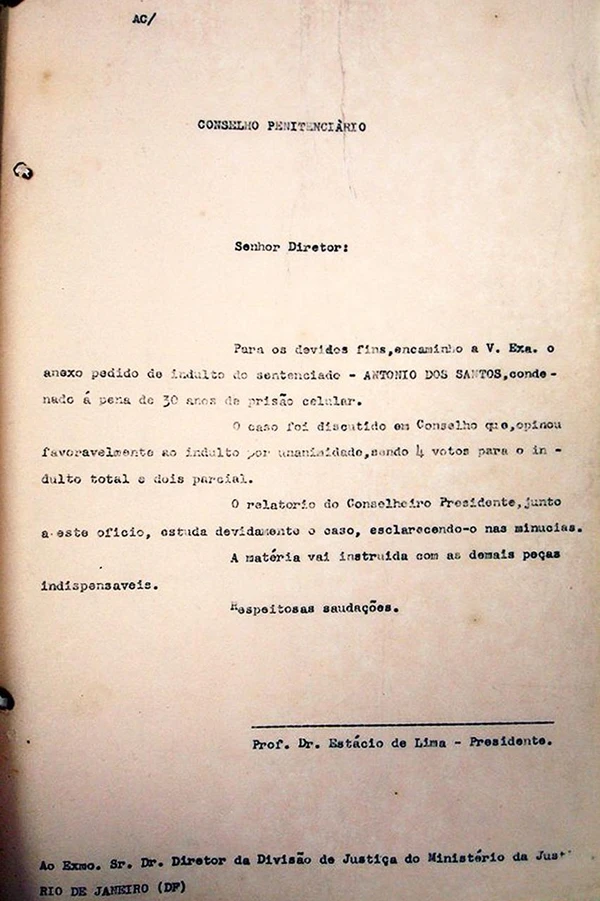 AC/
CONSELHO PENITENCIÀRIO
Senhor Diretor:
Para os devidos fins,encaminho a V. Exa. o
anexo pedido de indulto do sentenciado - ANTONIO DOS SANTOS,conde-
nado á pena de 30 anos de prisão celular.
O caso foi discutido em Conselho que,opinou
favoravelmente ao indulto por unanimidade,sendo 4 votos para o in-
dulto total e dois parcial.
O relatorio do Conselheiro Presidente,junto
a este oficio, estuda devidamente o caso, esclarecendo-o nas minucias.
A matéria vai instruida com as demais peças
indispensaveis.
Respeitosas saudações.
Prof. Dr. Estácio de Lima - Presidente.
Ao Exmo. Sr. Dr. Diretor da Divisão de Justiça do Ministério da
RIO DE JANEIRO (DF)